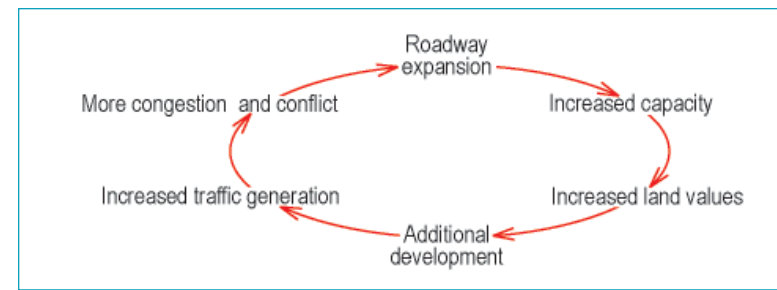 Roadway
expansion
More congestion and conflict
Increased capacity
Increased traffic generation
Increased land values
Additional
development